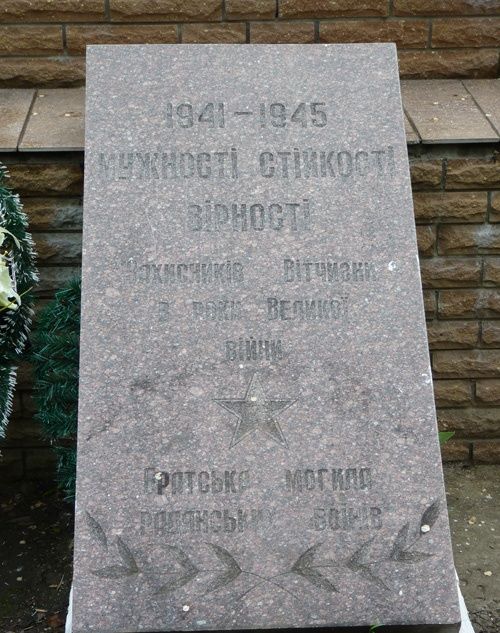 1941-1945
МУЖНОСТІ СТІЙКОСТІ
ВІРНОСТІ
Захисників Вітчизни
в роки Великої
війни
Братська могила
радянських воїнів